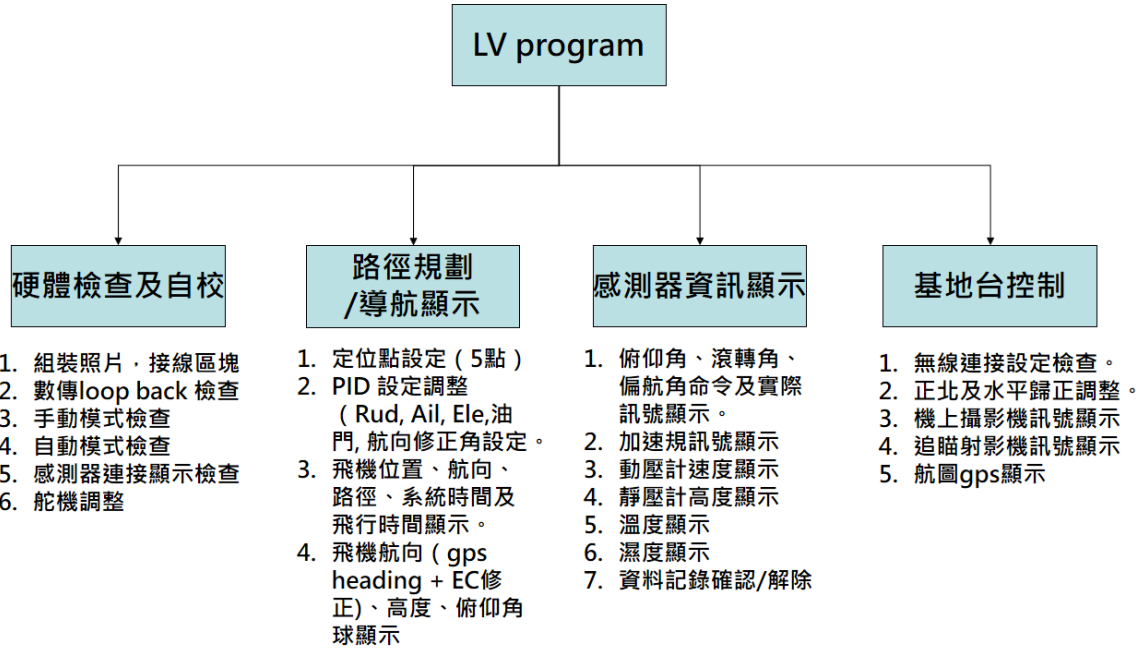 LV program
硬體檢查及自校
1. 組裝照片，接線區塊
2. 數傳loop back 檢查
3. 手動模式檢查
4. 自動模式檢查
5. 感測器連接顯示檢查
6. 舵機調整
路徑規劃
/導航顯示
1. 定位點設定（5點）
2. PID 設定調整
（Rud, Ail, Ele,油
門, 航向修正角設定。
3. 飛機位置、航向、
路徑、系統時間及
飛行時間顯示。
4. 飛機航向（gps
heading + EC修
正)、高度、俯仰角
球顯示
感測器資訊顯示
1. 俯仰角、滾轉角、
偏航角命令及實際
訊號顯示。
2. 加速規訊號顯示
3. 動壓計速度顯示
4. 靜壓計高度顯示
5. 溫度顯示
6. 濕度顯示
7. 資料記錄確認/解除
基地台控制
1. 無線連接設定檢查。
2. 正北及水平歸正調整。
3. 機上攝影機訊號顯示
4. 追瞄射影機訊號顯示
5. 航圖gps顯示